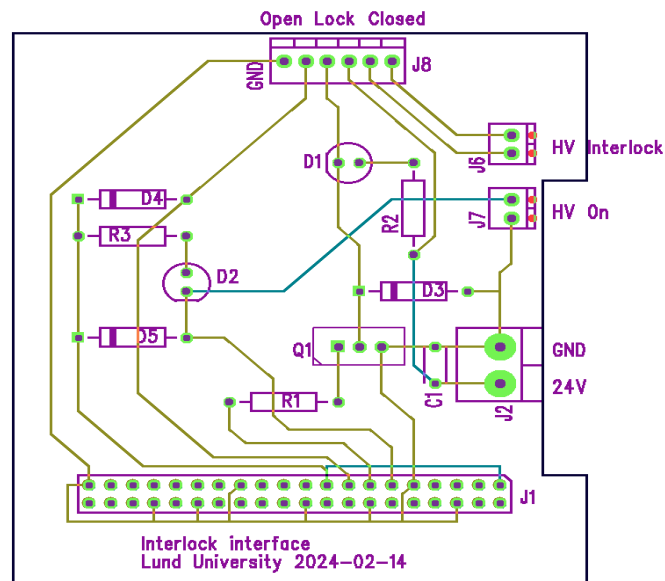 Open Lock Closed
GND
J8
D1
J6
HV Interlock
D4
R2
J7
HV On
R3
D2
D3
D5
Q1
GND
R1
C1
J2
24V
J1
Interlock interface
Lund University 2024-02-14